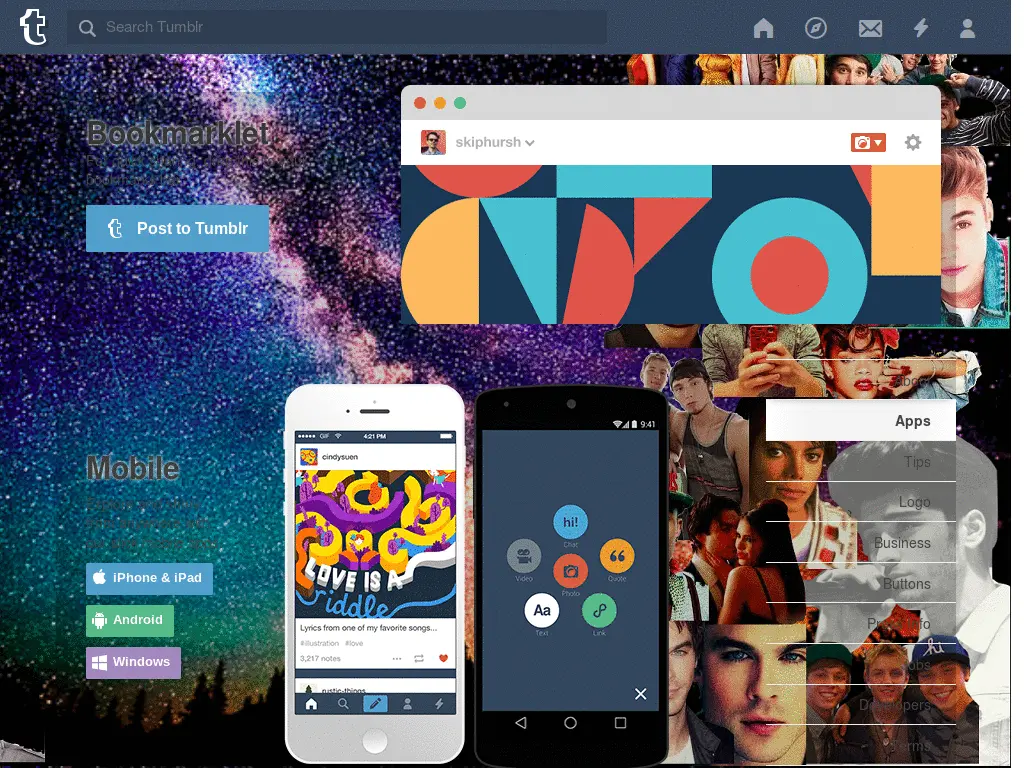 Search Tumblr
skiphursh
Bookmarklet
Post to Tumblr
About
Apps
Tips
Logo
Business
Buttons
Press Info
Jobs
Developers
Terms
Mobile
iPhone & iPad
Android
Windows
GIF
4:21 PM
cindysuen
LOVE IS A
riddle
Lyrics from one of my favorite songs...
#illustration #love
3,217 notes
rustic-things
9:41
hi!
Chat
Video
Quote
Photo
Aa
Text
Link
hi